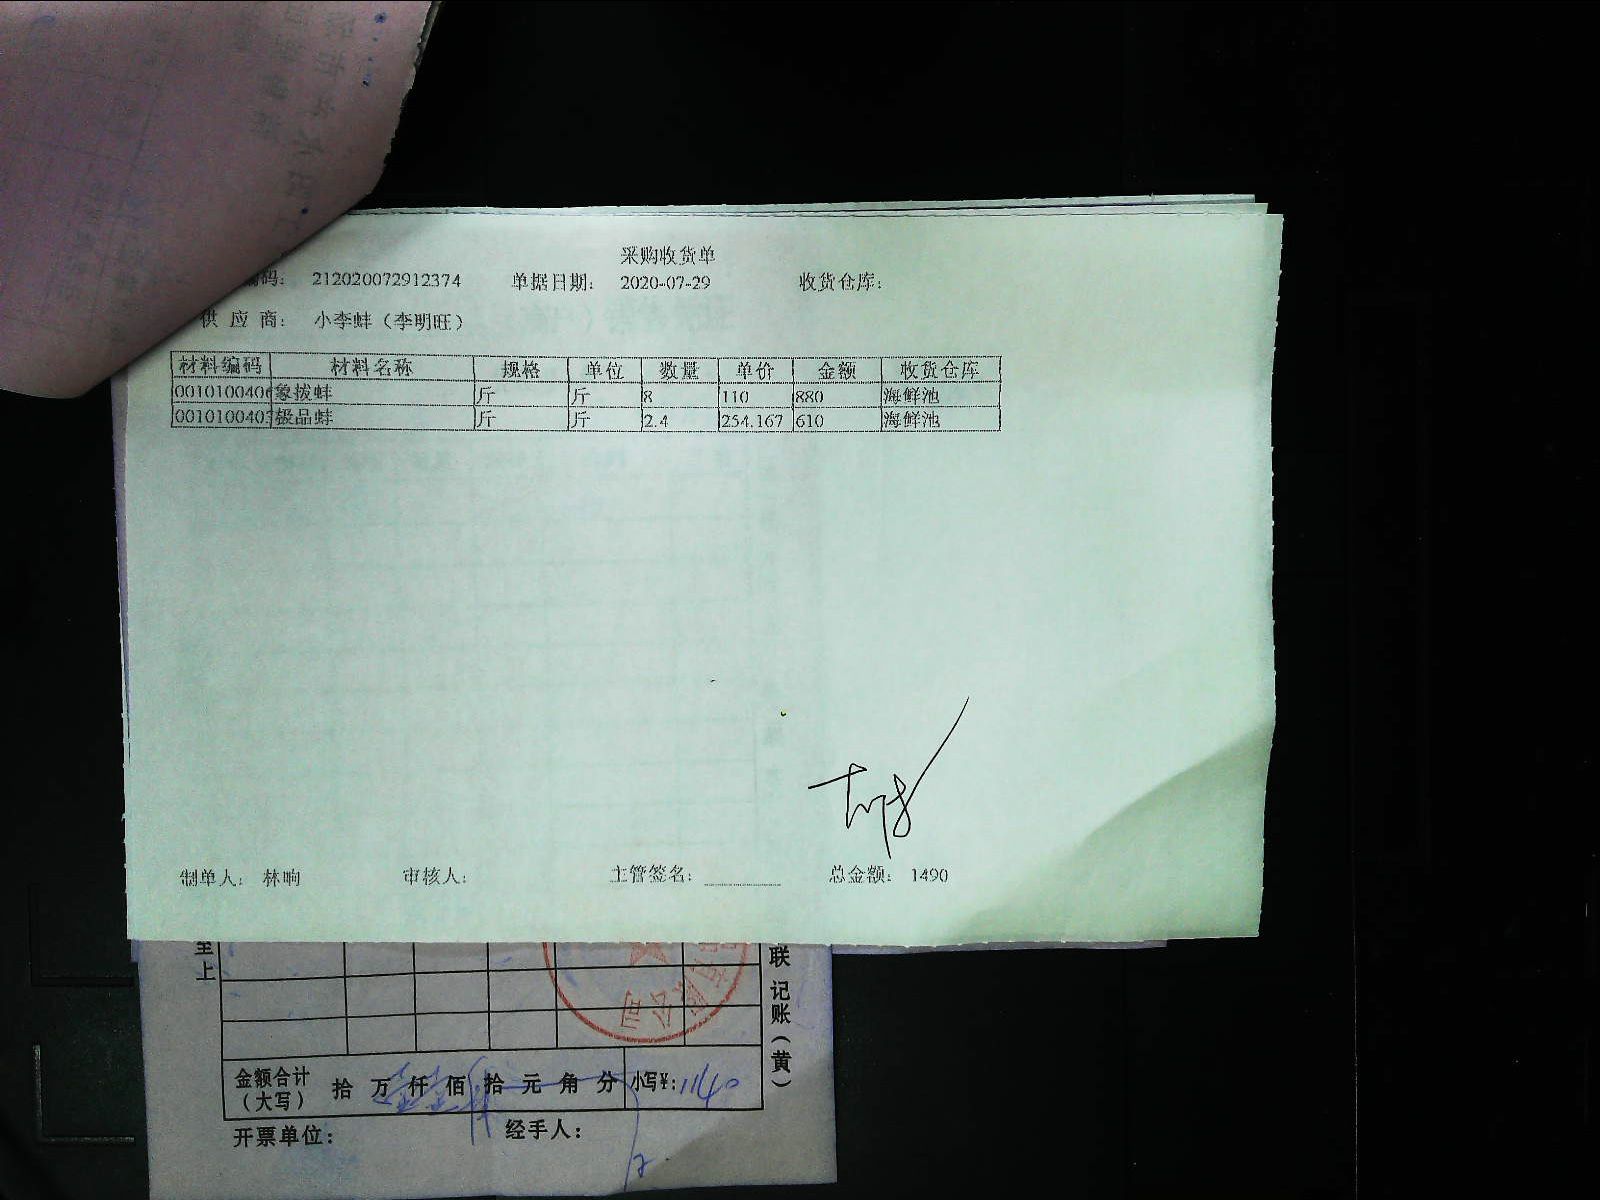 采购收货单
编码： 212020072912374 单据日期： 2020-07-29 收货仓库：
供 应 商： 小李蚌（李明旺）
材料编码 材料名称 规格 单位 数量 单价 金额 收货仓库
0010100406 象拔蚌 斤 斤 8 110 880 海鲜池
001010040 极品蚌 斤 斤 2.4 254.167 610 海鲜池
制单人： 林晌 审核人： 主管签名： 总金额： 1490
至上
联 记账（黄）
金额合计（大写） 拾 万 仟 佰 拾 元 角 分 小写¥：1140
开票单位： 经手人：